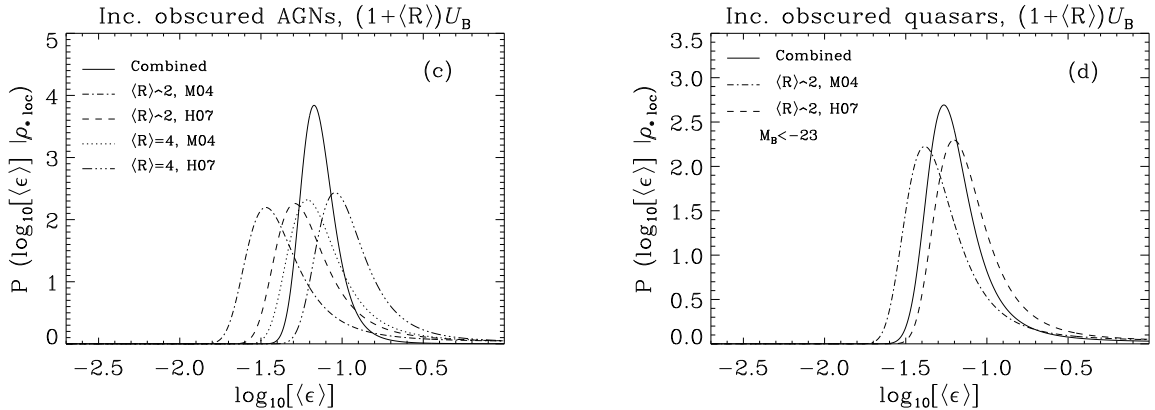 Inc. obscured AGNs, (1+⟨R⟩)U_B
5
4
3
2
1
0
P (log₁₀[⟨ϵ⟩] |ρ•loc)
Combined
⟨R⟩~2, M04
⟨R⟩~2, H07
⟨R⟩=4, M04
⟨R⟩=4, H07
(c)
-2.5 -2.0 -1.5 -1.0 -0.5
log₁₀[⟨ϵ⟩]
Inc. obscured quasars, (1+⟨R⟩)U_B
3.5
3.0
2.5
2.0
1.5
1.0
0.5
0.0
P (log₁₀[⟨ϵ⟩] |ρ•loc)
Combined
⟨R⟩~2, M04
⟨R⟩~2, H07
M_B<-23
(d)
-2.5 -2.0 -1.5 -1.0 -0.5
log₁₀[⟨ϵ⟩]